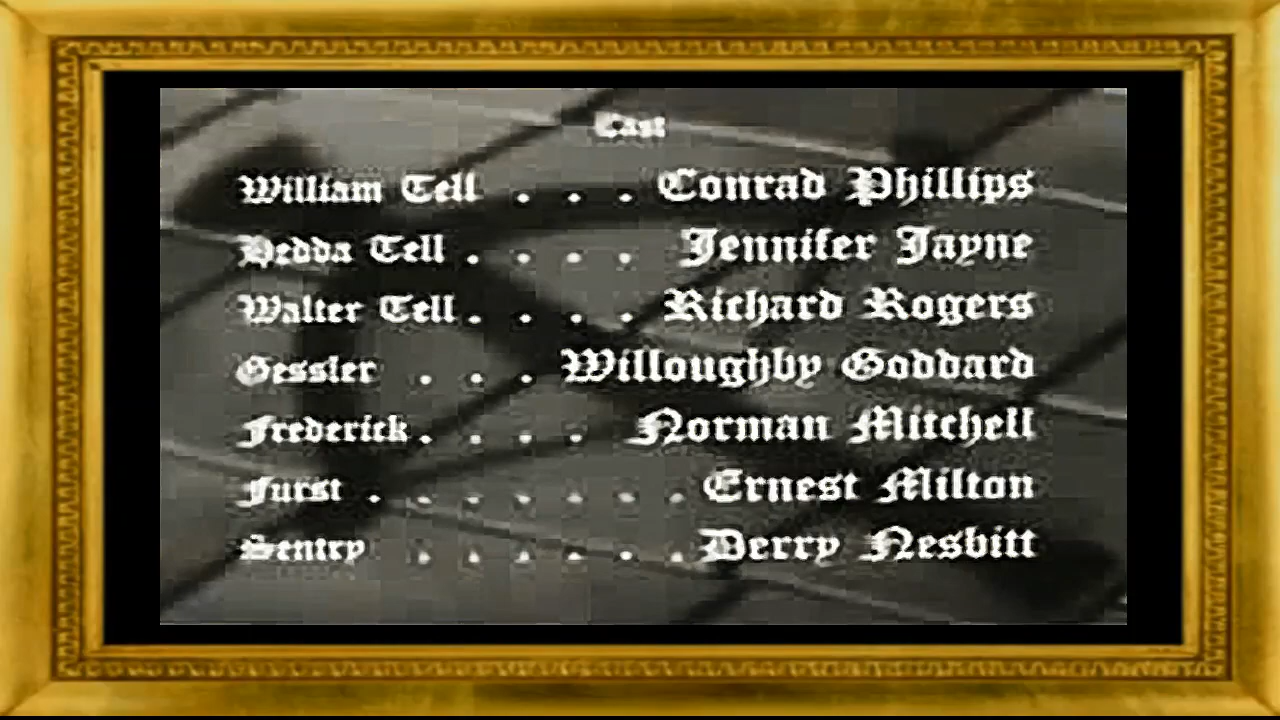 Cast
William Tell . . . Conrad Phillips
Hedda Tell . . . . Jennifer Jayne
Walter Tell . . . . Richard Rogers
Gessler . . . Willoughby Goddard
Frederick . . . . Norman Mitchell
Furst . . . . . . . Ernest Milton
Sentry . . . . . . Derry Nesbitt